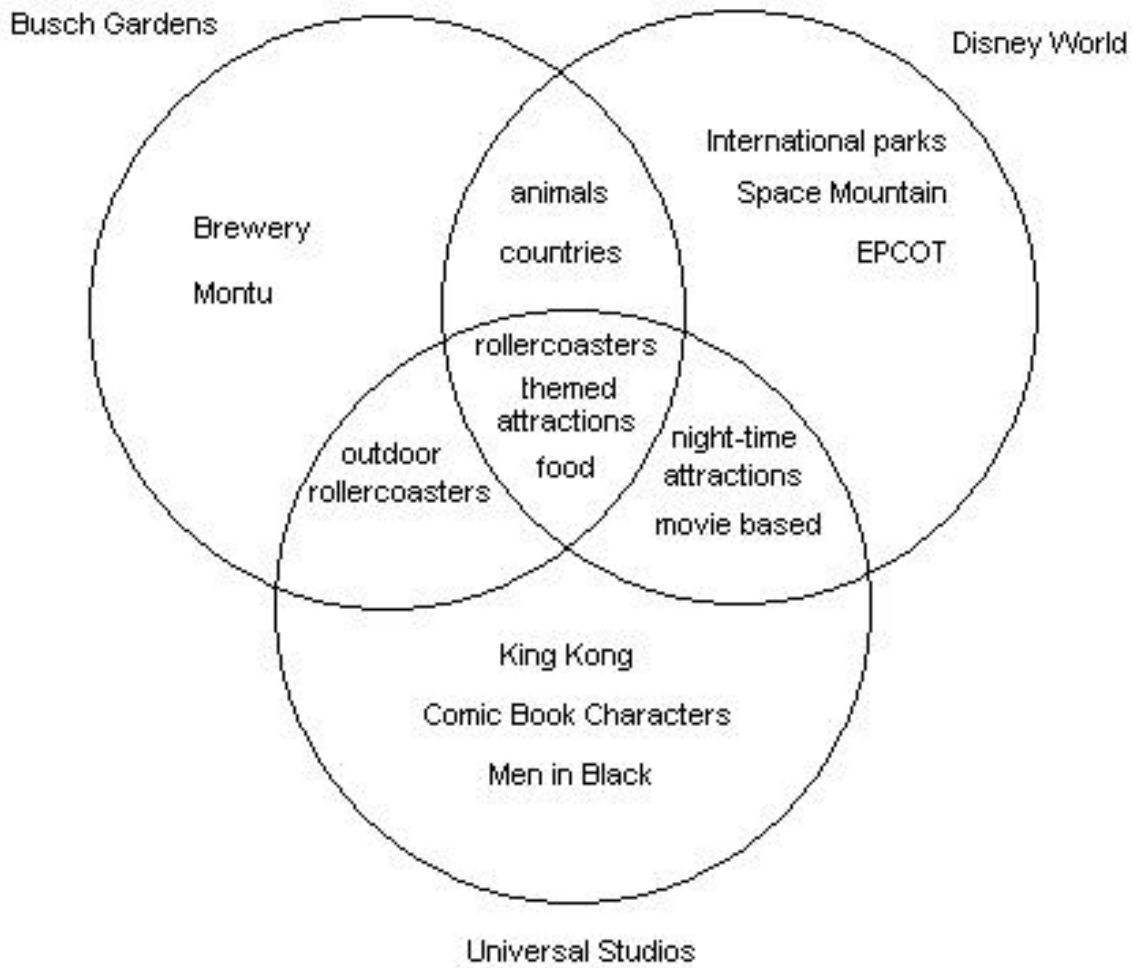 Busch Gardens
Disney World
International parks
animals
Space Mountain
Brewery
countries
EPCOT
Montu
rollercoasters
themed
attractions
night-time
outdoor
food
attractions
rollercoasters
movie based
King Kong
Comic Book Characters
Men in Black
Universal Studios